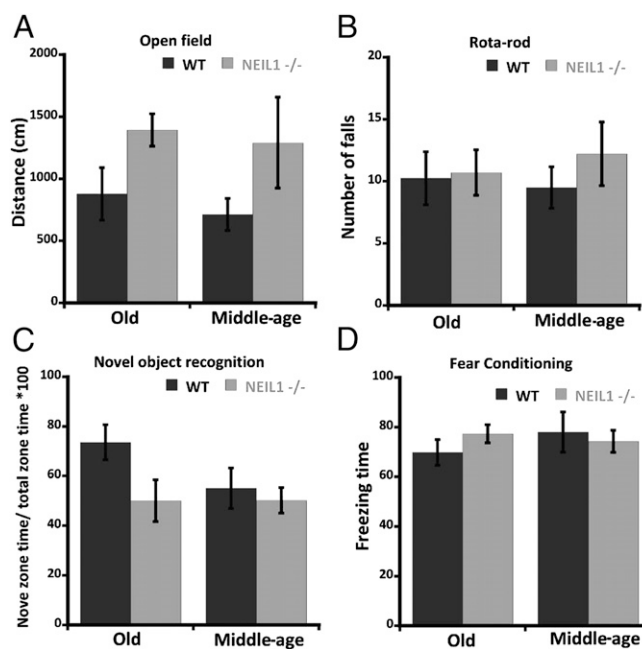 A
Open field
WT NEIL1 -/-
Distance (cm)
2000
1500
1000
500
0
Old Middle-age
B
Rota-rod
WT NEIL1 -/-
Number of falls
20
15
10
5
0
Old Middle-age
C
Novel object recognition
WT NEIL1 -/-
Nove zone time/ total zone time *100
100
80
60
40
20
0
Old Middle-age
D
Fear Conditioning
WT NEIL1 -/-
Freezing time
100
80
60
40
20
0
Old Middle-age